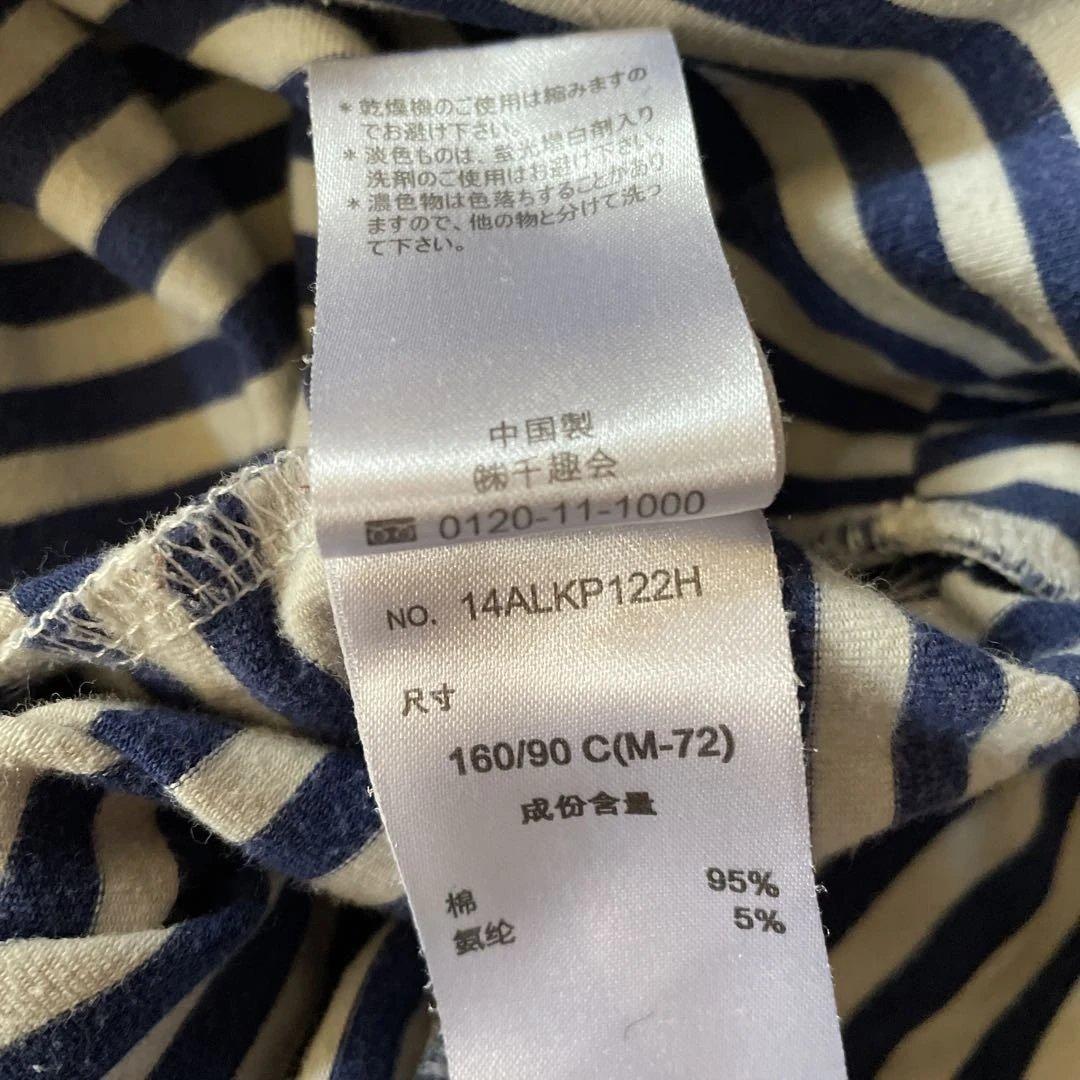 *乾燥機のご使用は縮みますの
でお避け下さい。
*淡色ものは、蛍光増白剤入り
洗剤のご使用はお避け下さい。
*濃色物は色落ちすることがあり
ますので、他の物と分けて洗っ
て下さい。
中国製
㈱千趣会
0120-11-1000
NO. 14ALKP122H
尺寸
160/90 C(M-72)
成份含量
棉 95%
氨纶 5%